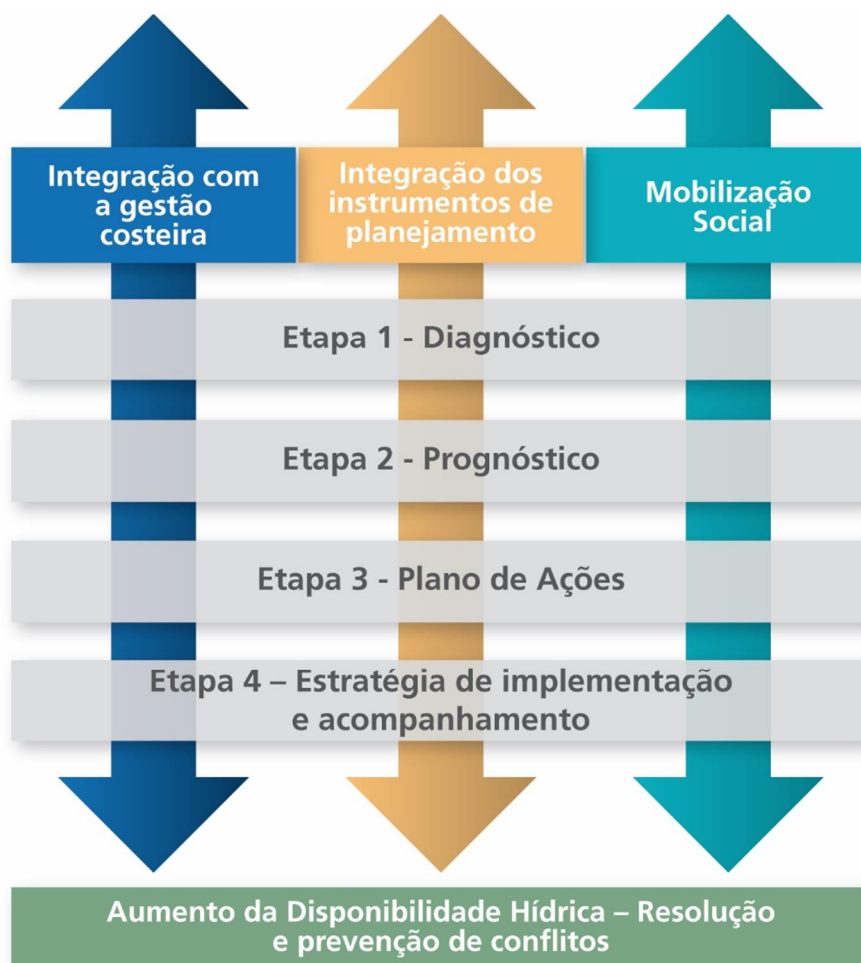 Integração com
a gestão
costeira
Integração dos
instrumentos de
planejamento
Mobilização
Social
Etapa 1 - Diagnóstico
Etapa 2 - Prognóstico
Etapa 3 - Plano de Ações
Etapa 4 – Estratégia de implementação
e acompanhamento
Aumento da Disponibilidade Hídrica – Resolução
e prevenção de conflitos